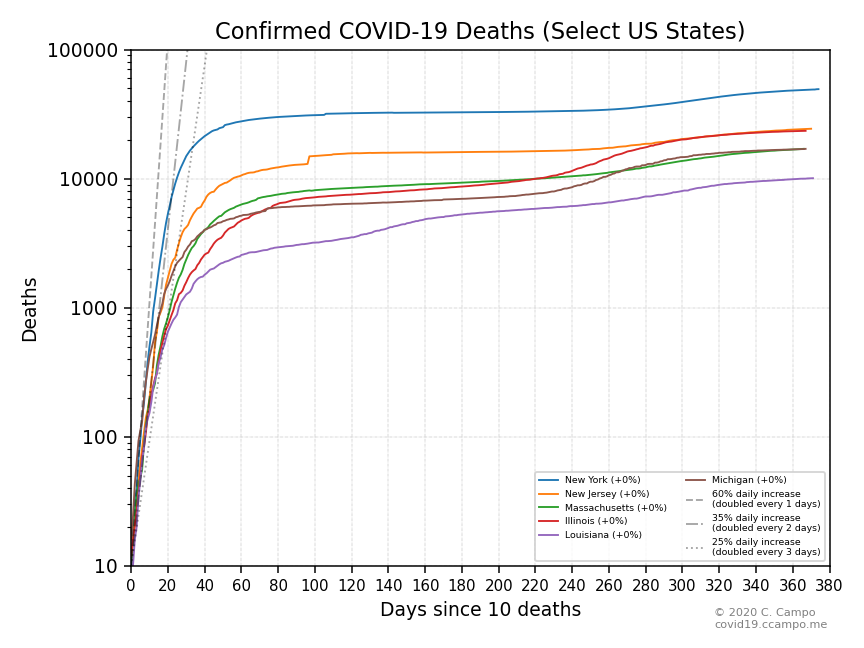 Confirmed COVID-19 Deaths (Select US States)
100000
10000
1000
100
10
Deaths
0 20 40 60 80 100 120 140 160 180 200 220 240 260 280 300 320 340 360 380
Days since 10 deaths
New York (+0%)
New Jersey (+0%)
Massachusetts (+0%)
Illinois (+0%)
Louisiana (+0%)
Michigan (+0%)
60% daily increase
(doubled every 1 days)
35% daily increase
(doubled every 2 days)
25% daily increase
(doubled every 3 days)
© 2020 C. Campo
covid19.ccampo.me